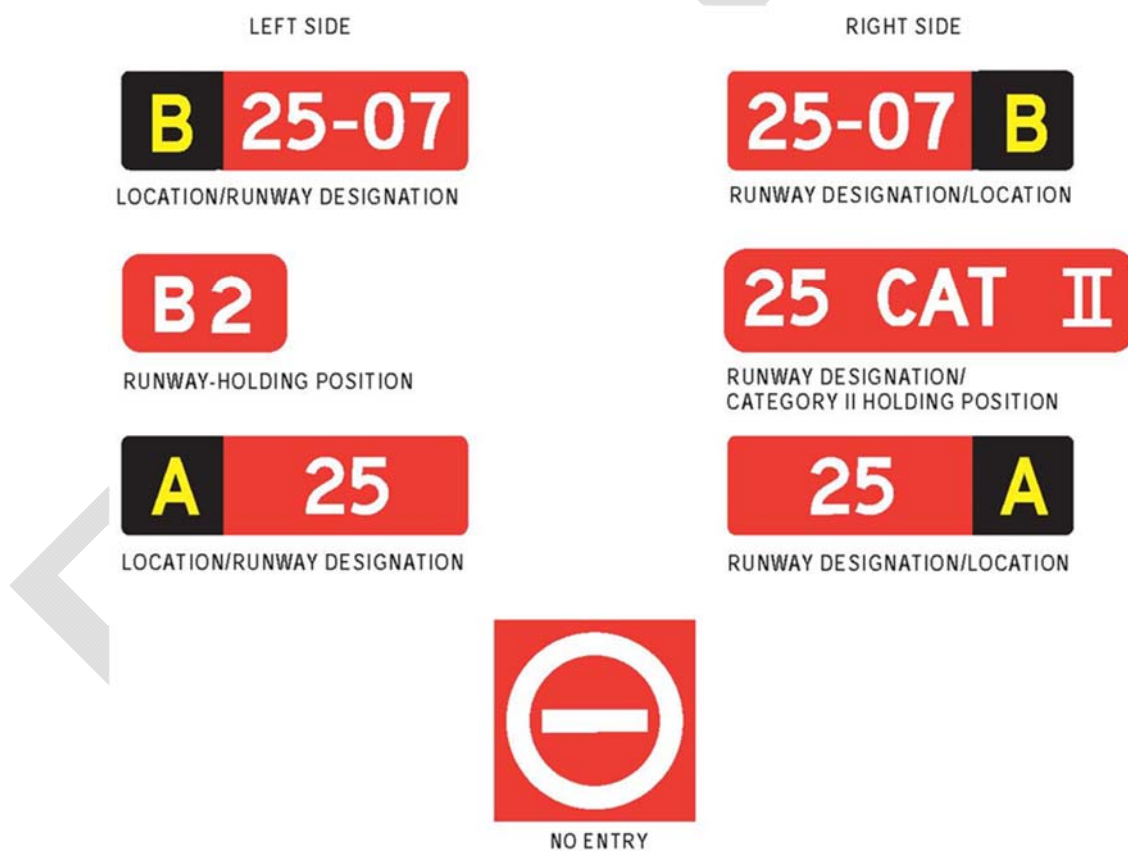 LEFT SIDE
RIGHT SIDE
B 25-07
25-07 B
LOCATION/RUNWAY DESIGNATION
RUNWAY DESIGNATION/LOCATION
B2
25 CAT II
RUNWAY-HOLDING POSITION
RUNWAY DESIGNATION/
CATEGORY II HOLDING POSITION
A 25
25 A
LOCATION/RUNWAY DESIGNATION
RUNWAY DESIGNATION/LOCATION
NO ENTRY